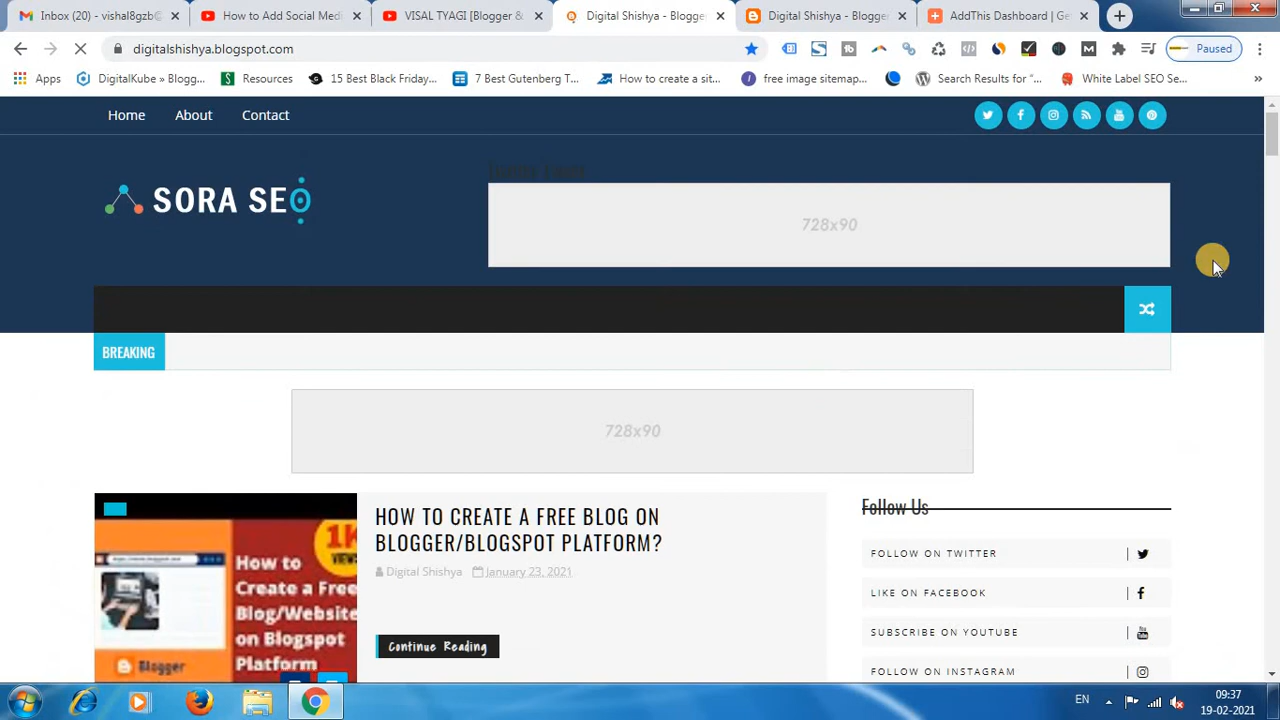 Inbox (20) - vishal8gzb@
How to Add Social Medi
VISAL TYAGI [Blogger
Digital Shishya - Blogge
Digital Shishya - Blogge
AddThis Dashboard | Ge
digitalshishya.blogspot.com
Paused
Apps
DigitalKube » Blogg...
Resources
15 Best Black Friday...
7 Best Gutenberg T...
How to create a sit...
free image sitemap...
Search Results for “...
White Label SEO Se...
»
Home
About
Contact
SORA SEO
728x90
BREAKING
728x90
HOW TO CREATE A FREE BLOG ON
BLOGGER/BLOGSPOT PLATFORM?
Digital Shishya
January 23, 2021
Continue Reading
1K
VIEWS
How to
Create a Free
Blog/Website
on Blogspot
Platform
Blogger
Follow Us
FOLLOW ON TWITTER
LIKE ON FACEBOOK
SUBSCRIBE ON YOUTUBE
FOLLOW ON INSTAGRAM
EN
09:37
19-02-2021